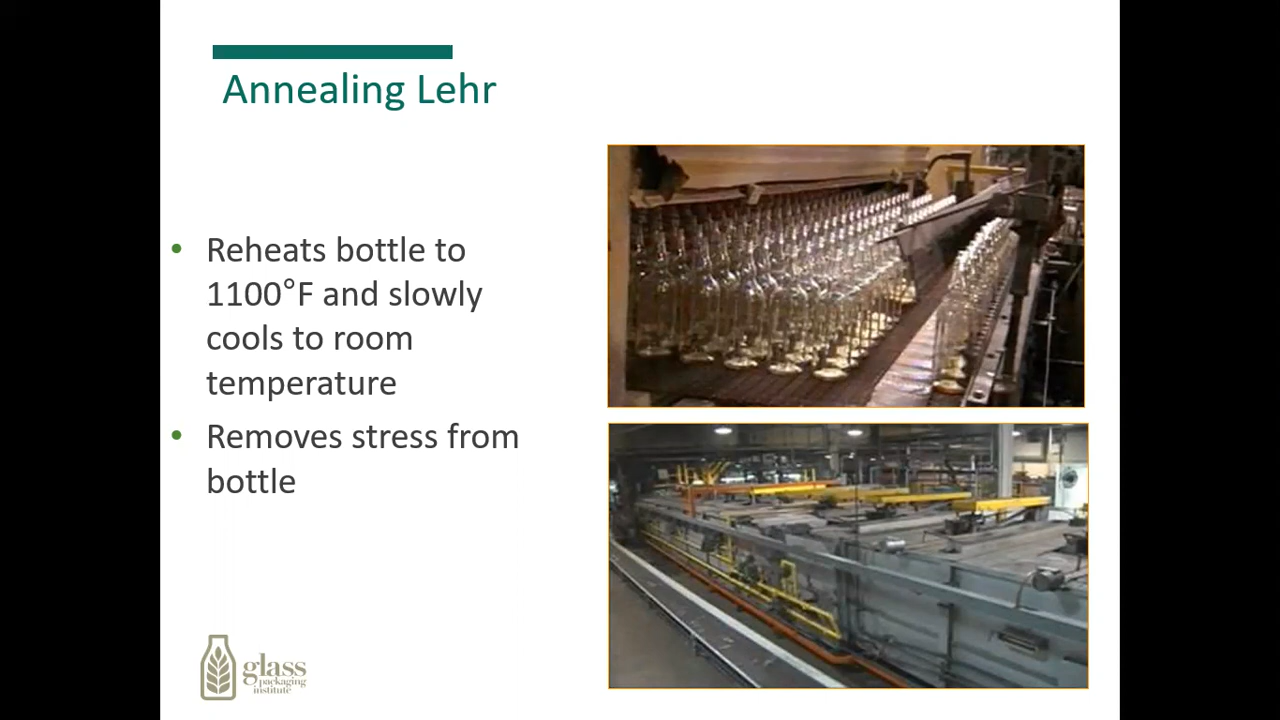 Annealing Lehr
Reheats bottle to
1100°F and slowly
cools to room
temperature
Removes stress from
bottle
glass
packaging
institute